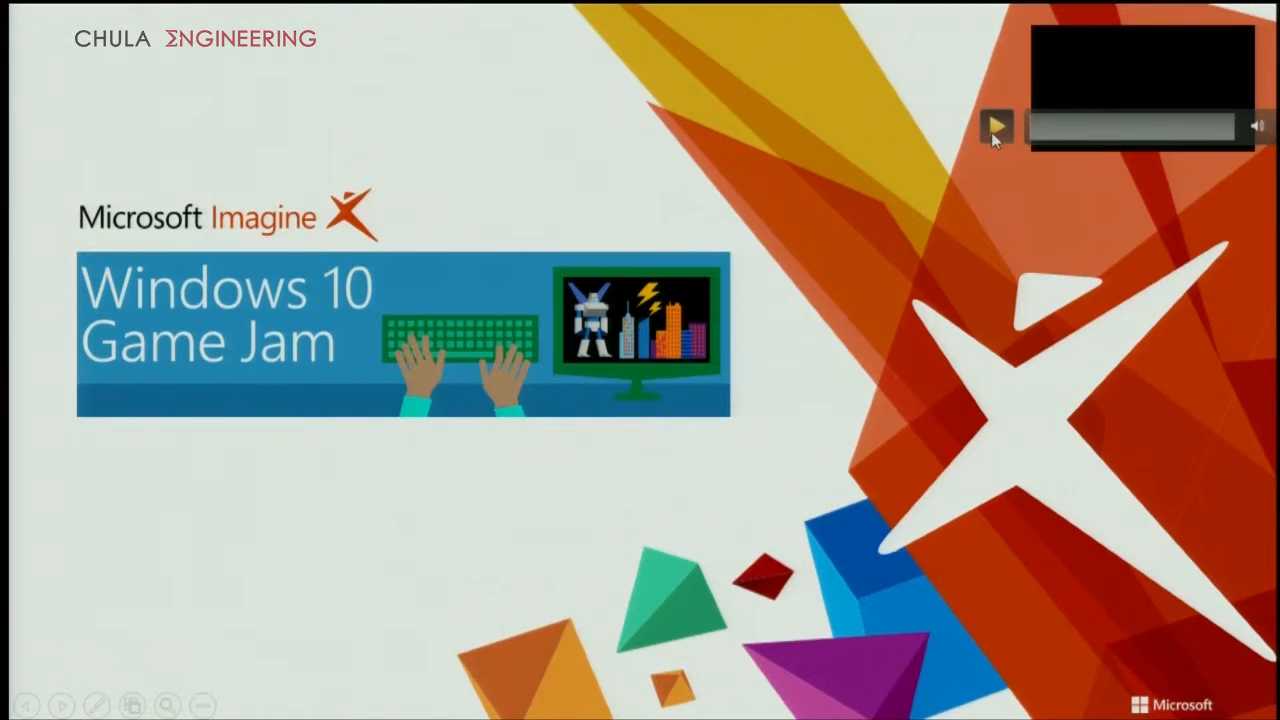 CHULA ΣNGINEERING
Microsoft Imagine
Windows 10
Game Jam
Microsoft